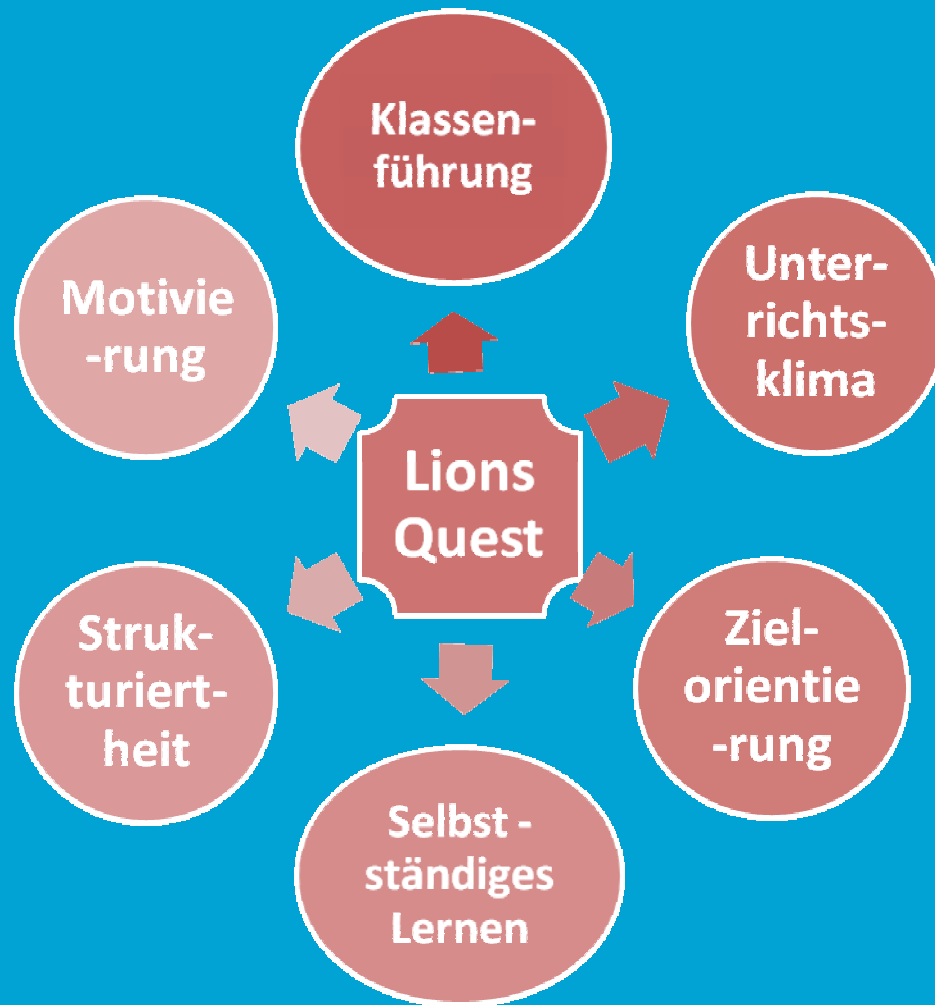 Klassen-
führung
Unter-
richts-
klima
Ziel-
orientie
-rung
Selbst -
ständiges
Lernen
Struk-
turiert-
heit
Motivie
-rung
Lions
Quest